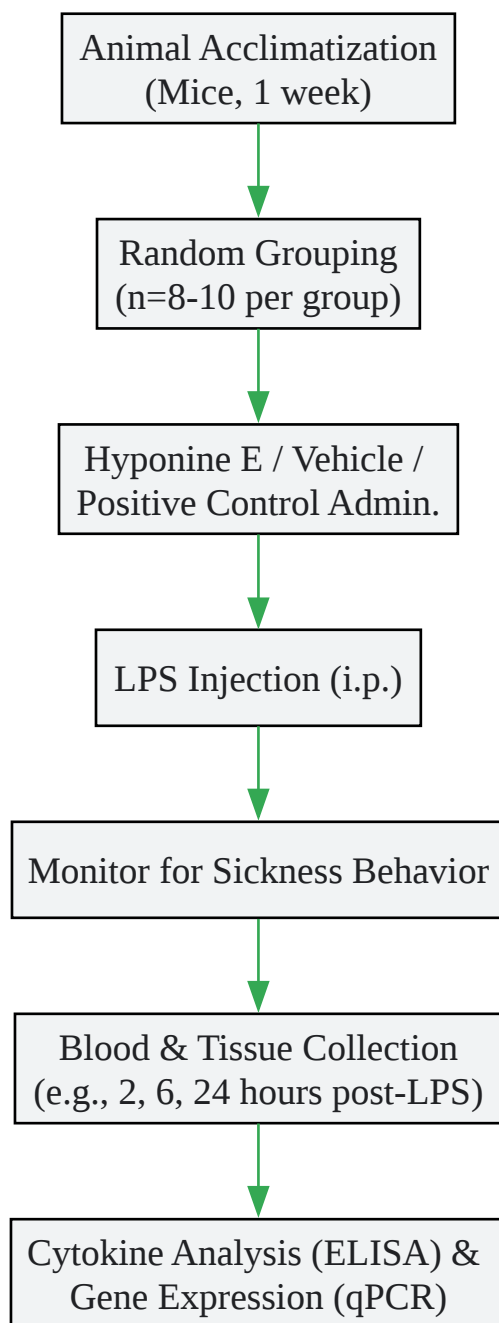 Animal Acclimatization
(Mice, 1 week)
Random Grouping
(n=8-10 per group)
Hyponine E / Vehicle /
Positive Control Admin.
LPS Injection (i.p.)
Monitor for Sickness Behavior
Blood & Tissue Collection
(e.g., 2, 6, 24 hours post-LPS)
Cytokine Analysis (ELISA) &
Gene Expression (qPCR)